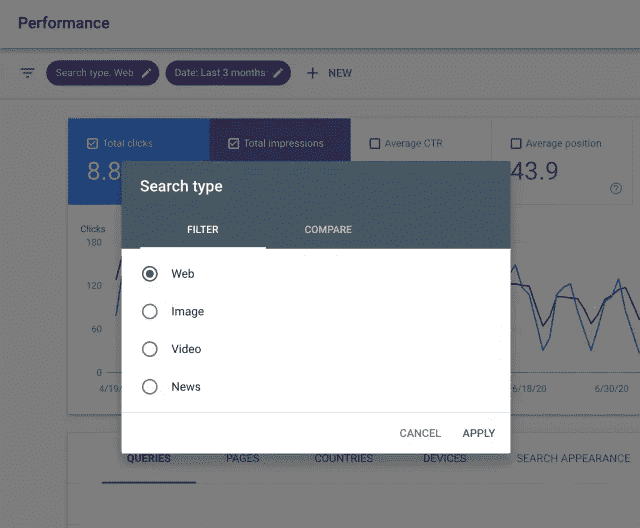 Performance
Search type: Web
Date: Last 3 months
+ NEW
Total clicks
Total impressions
Average CTR
Average position
8.8
43.9
Search type
FILTER COMPARE
Clicks
180
120
60
0
Web
Image
Video
News
6/18/20 6/30/20
CANCEL APPLY
QUERIES PAGES COUNTRIES DEVICES SEARCH APPEARANCE